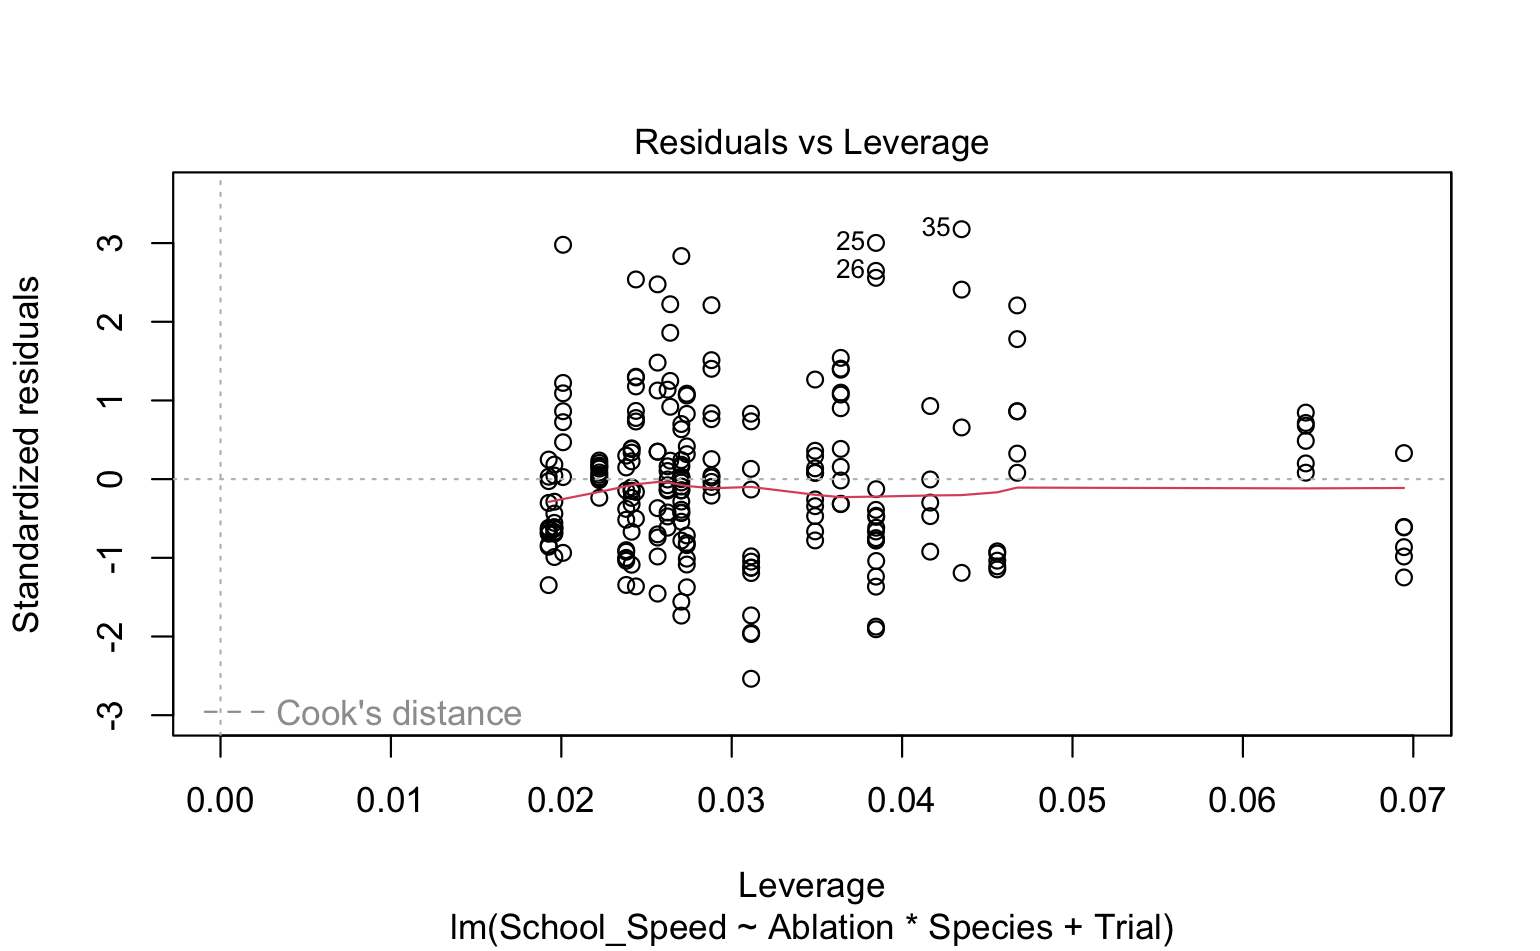 Residuals vs Leverage
Standardized residuals
3
2
1
0
-1
-2
-3
25
26
35
Cook's distance
0.00 0.01 0.02 0.03 0.04 0.05 0.06 0.07
Leverage
lm(School_Speed ~ Ablation * Species + Trial)